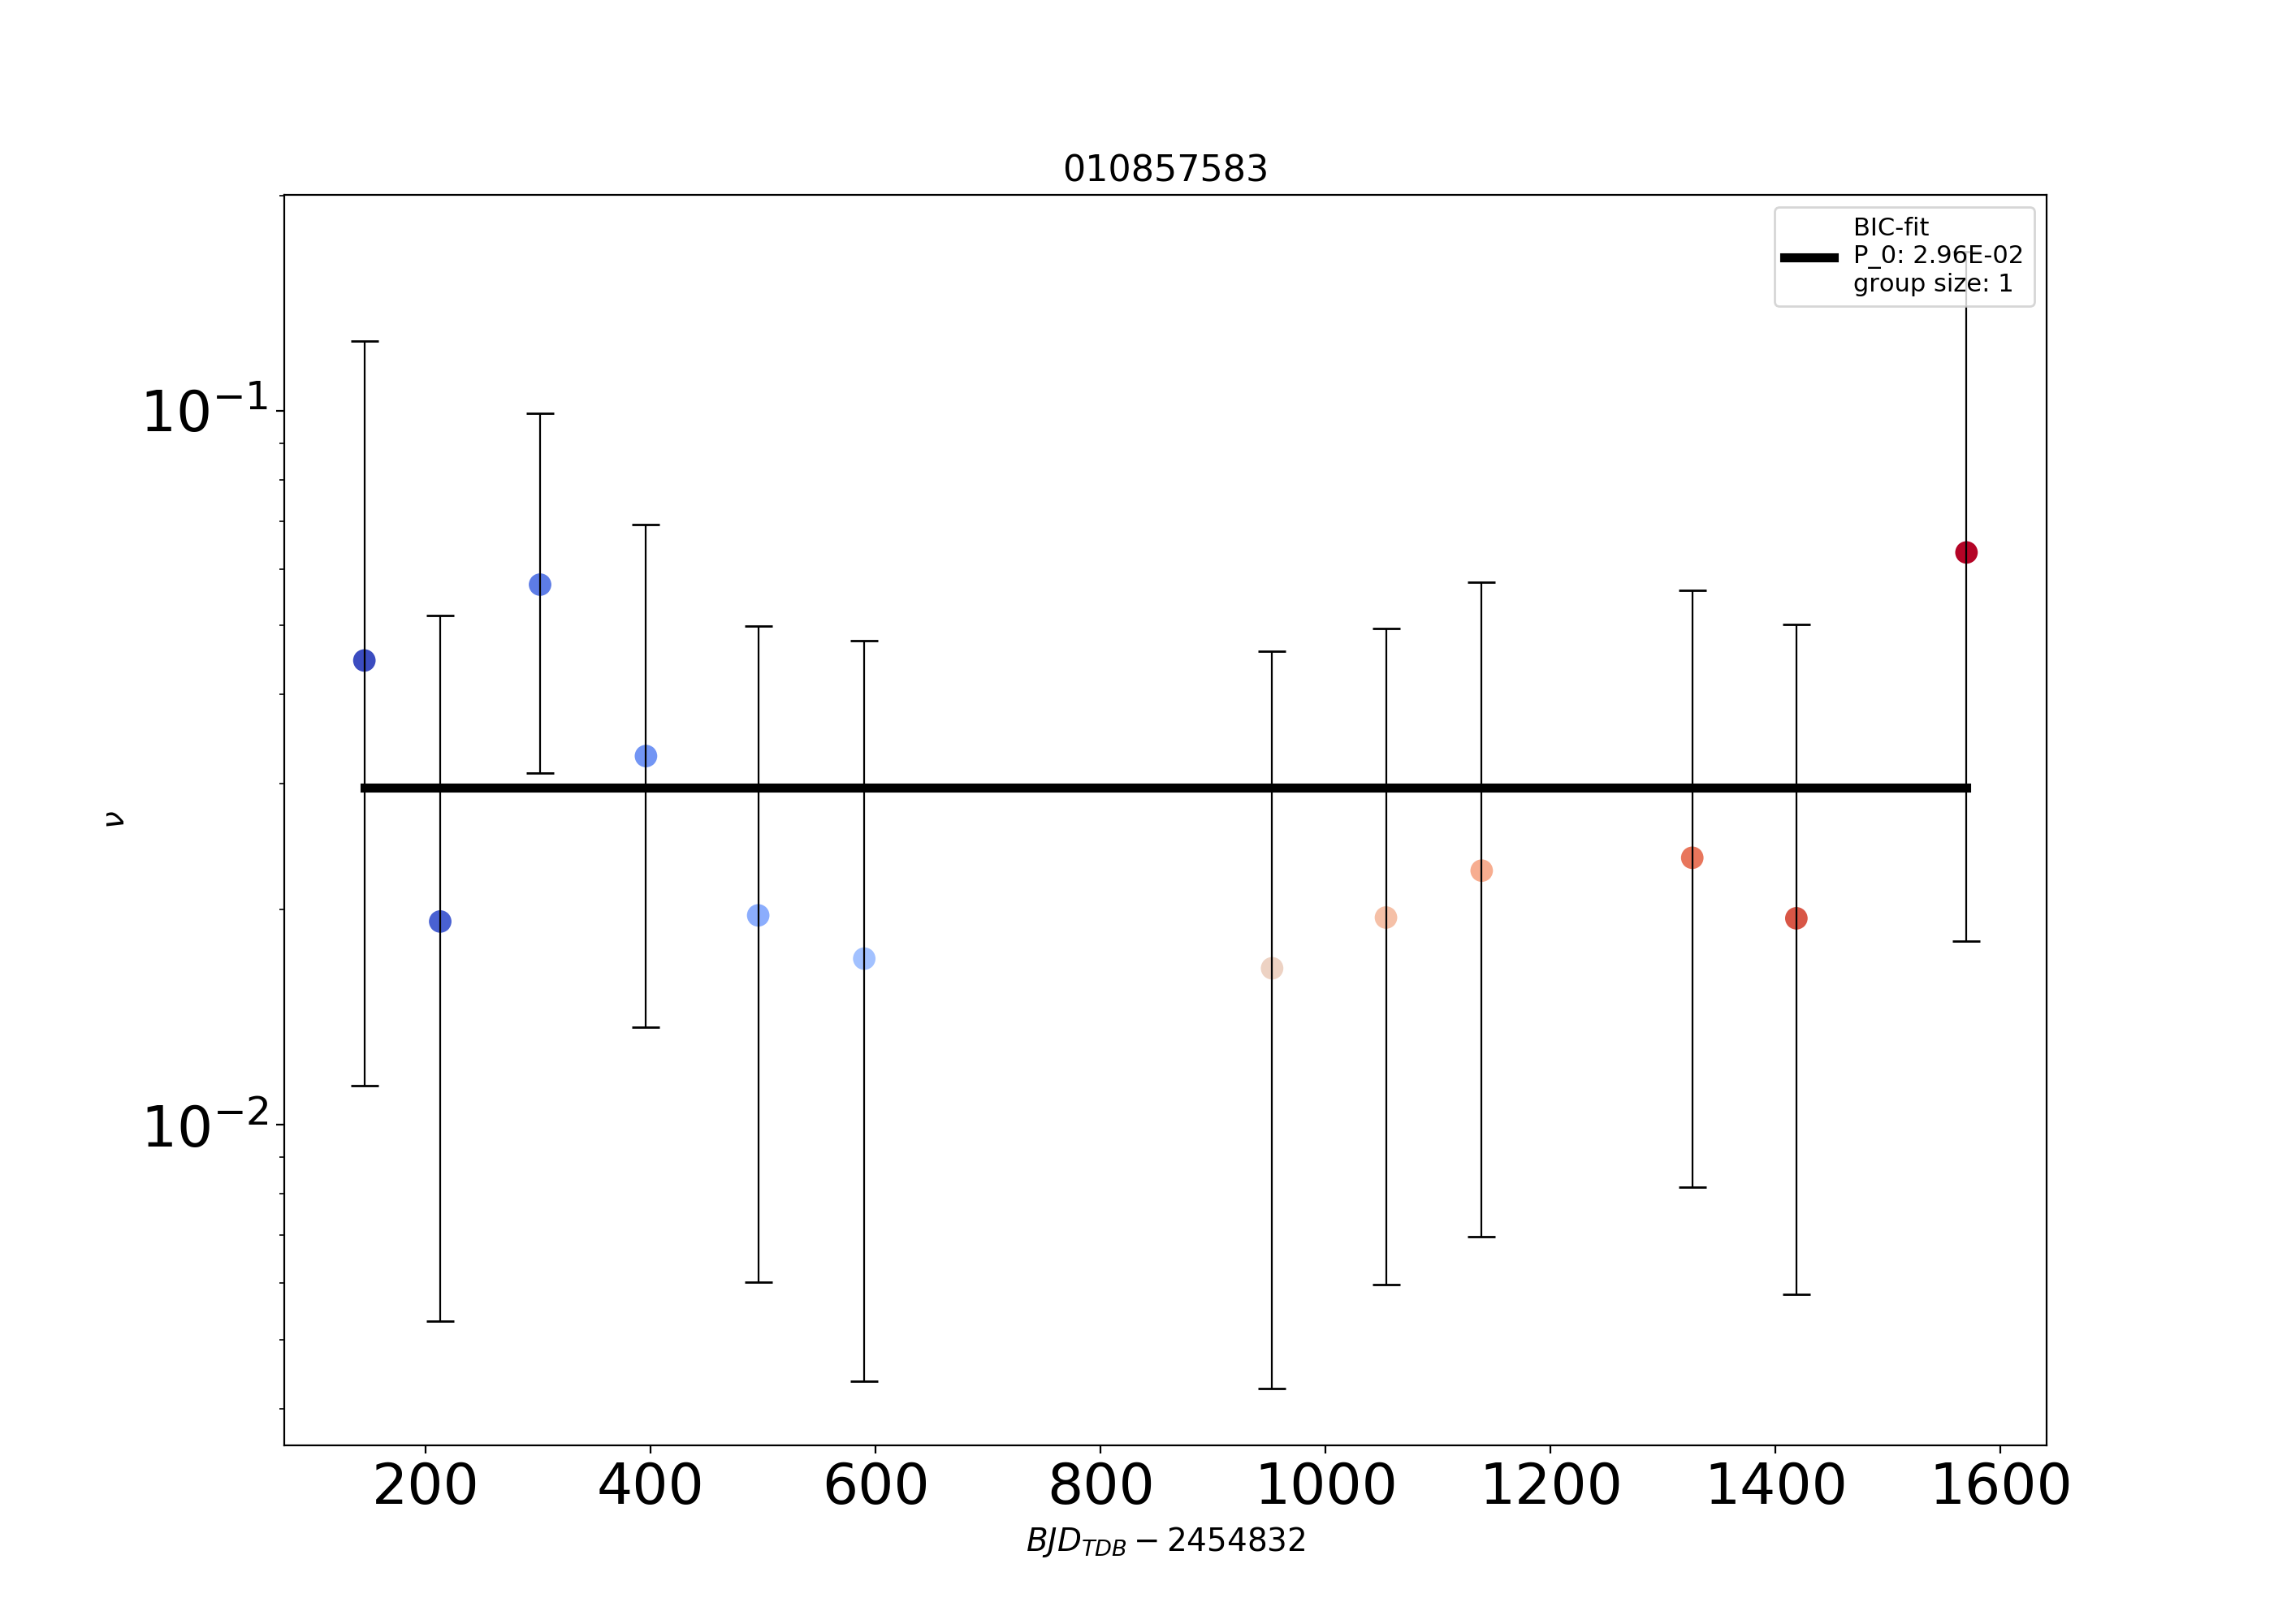 010857583
BIC-fit
P_0: 2.96E-02
group size: 1
10⁻¹
10⁻²
ν
200 400 600 800 1000 1200 1400 1600
BJD_TDB − 2454832